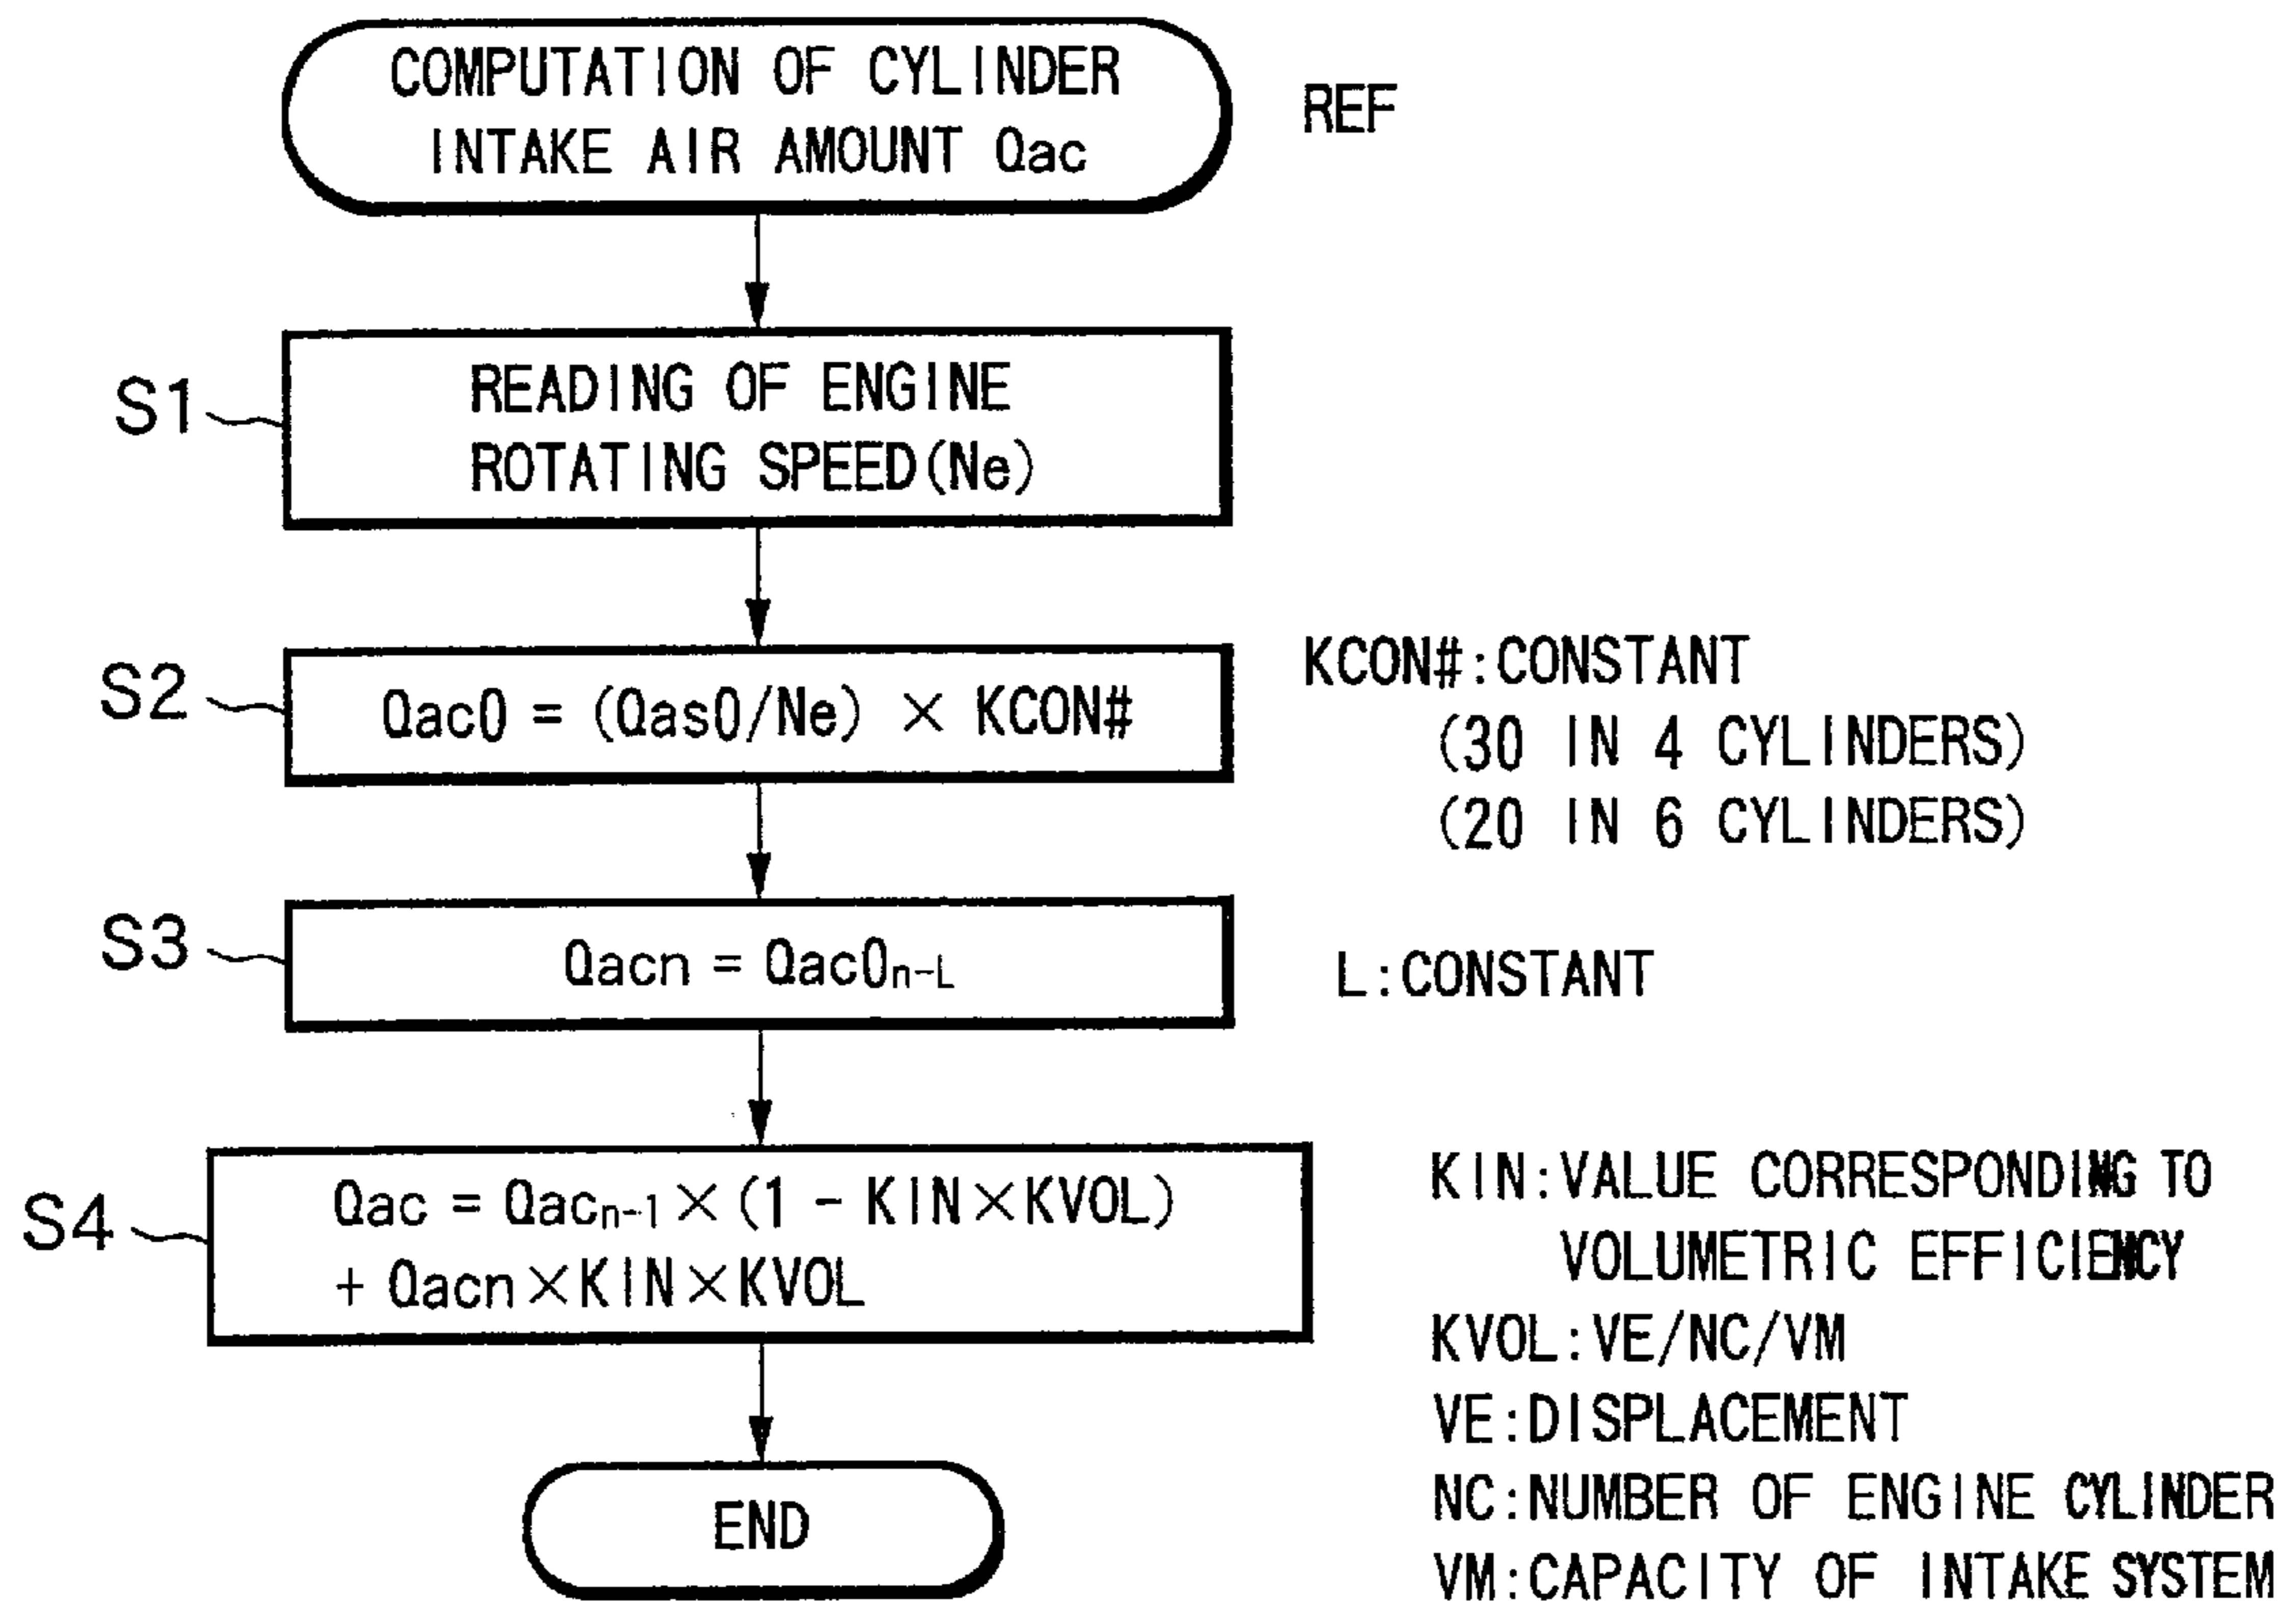 COMPUTATION OF CYLINDER
INTAKE AIR AMOUNT Qac
REF
S1
READING OF ENGINE
ROTATING SPEED(Ne)
S2
Qac0 = (Qas0/Ne) × KCON#
KCON#:CONSTANT
(30 IN 4 CYLINDERS)
(20 IN 6 CYLINDERS)
S3
Qacn = Qac0n-L
L:CONSTANT
S4
Qac = Qacn-1×(1 - KIN×KVOL)
+ Qacn×KIN×KVOL
KIN:VALUE CORRESPONDING TO
VOLUMETRIC EFFICIENCY
KVOL:VE/NC/VM
VE:DISPLACEMENT
NC:NUMBER OF ENGINE CYLINDER
VM:CAPACITY OF INTAKE SYSTEM
END